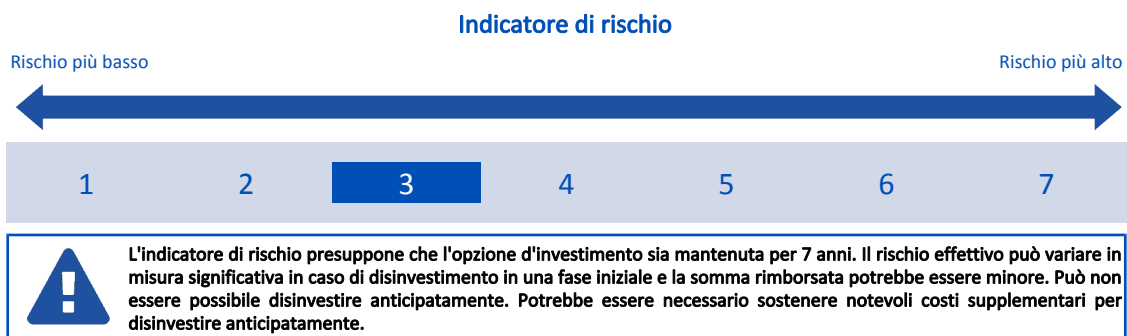 Indicatore di rischio
Rischio più basso
Rischio più alto
1 2 3 4 5 6 7
L'indicatore di rischio presuppone che l'opzione d'investimento sia mantenuta per 7 anni. Il rischio effettivo può variare in
misura significativa in caso di disinvestimento in una fase iniziale e la somma rimborsata potrebbe essere minore. Può non
essere possibile disinvestire anticipatamente. Potrebbe essere necessario sostenere notevoli costi supplementari per
disinvestire anticipatamente.